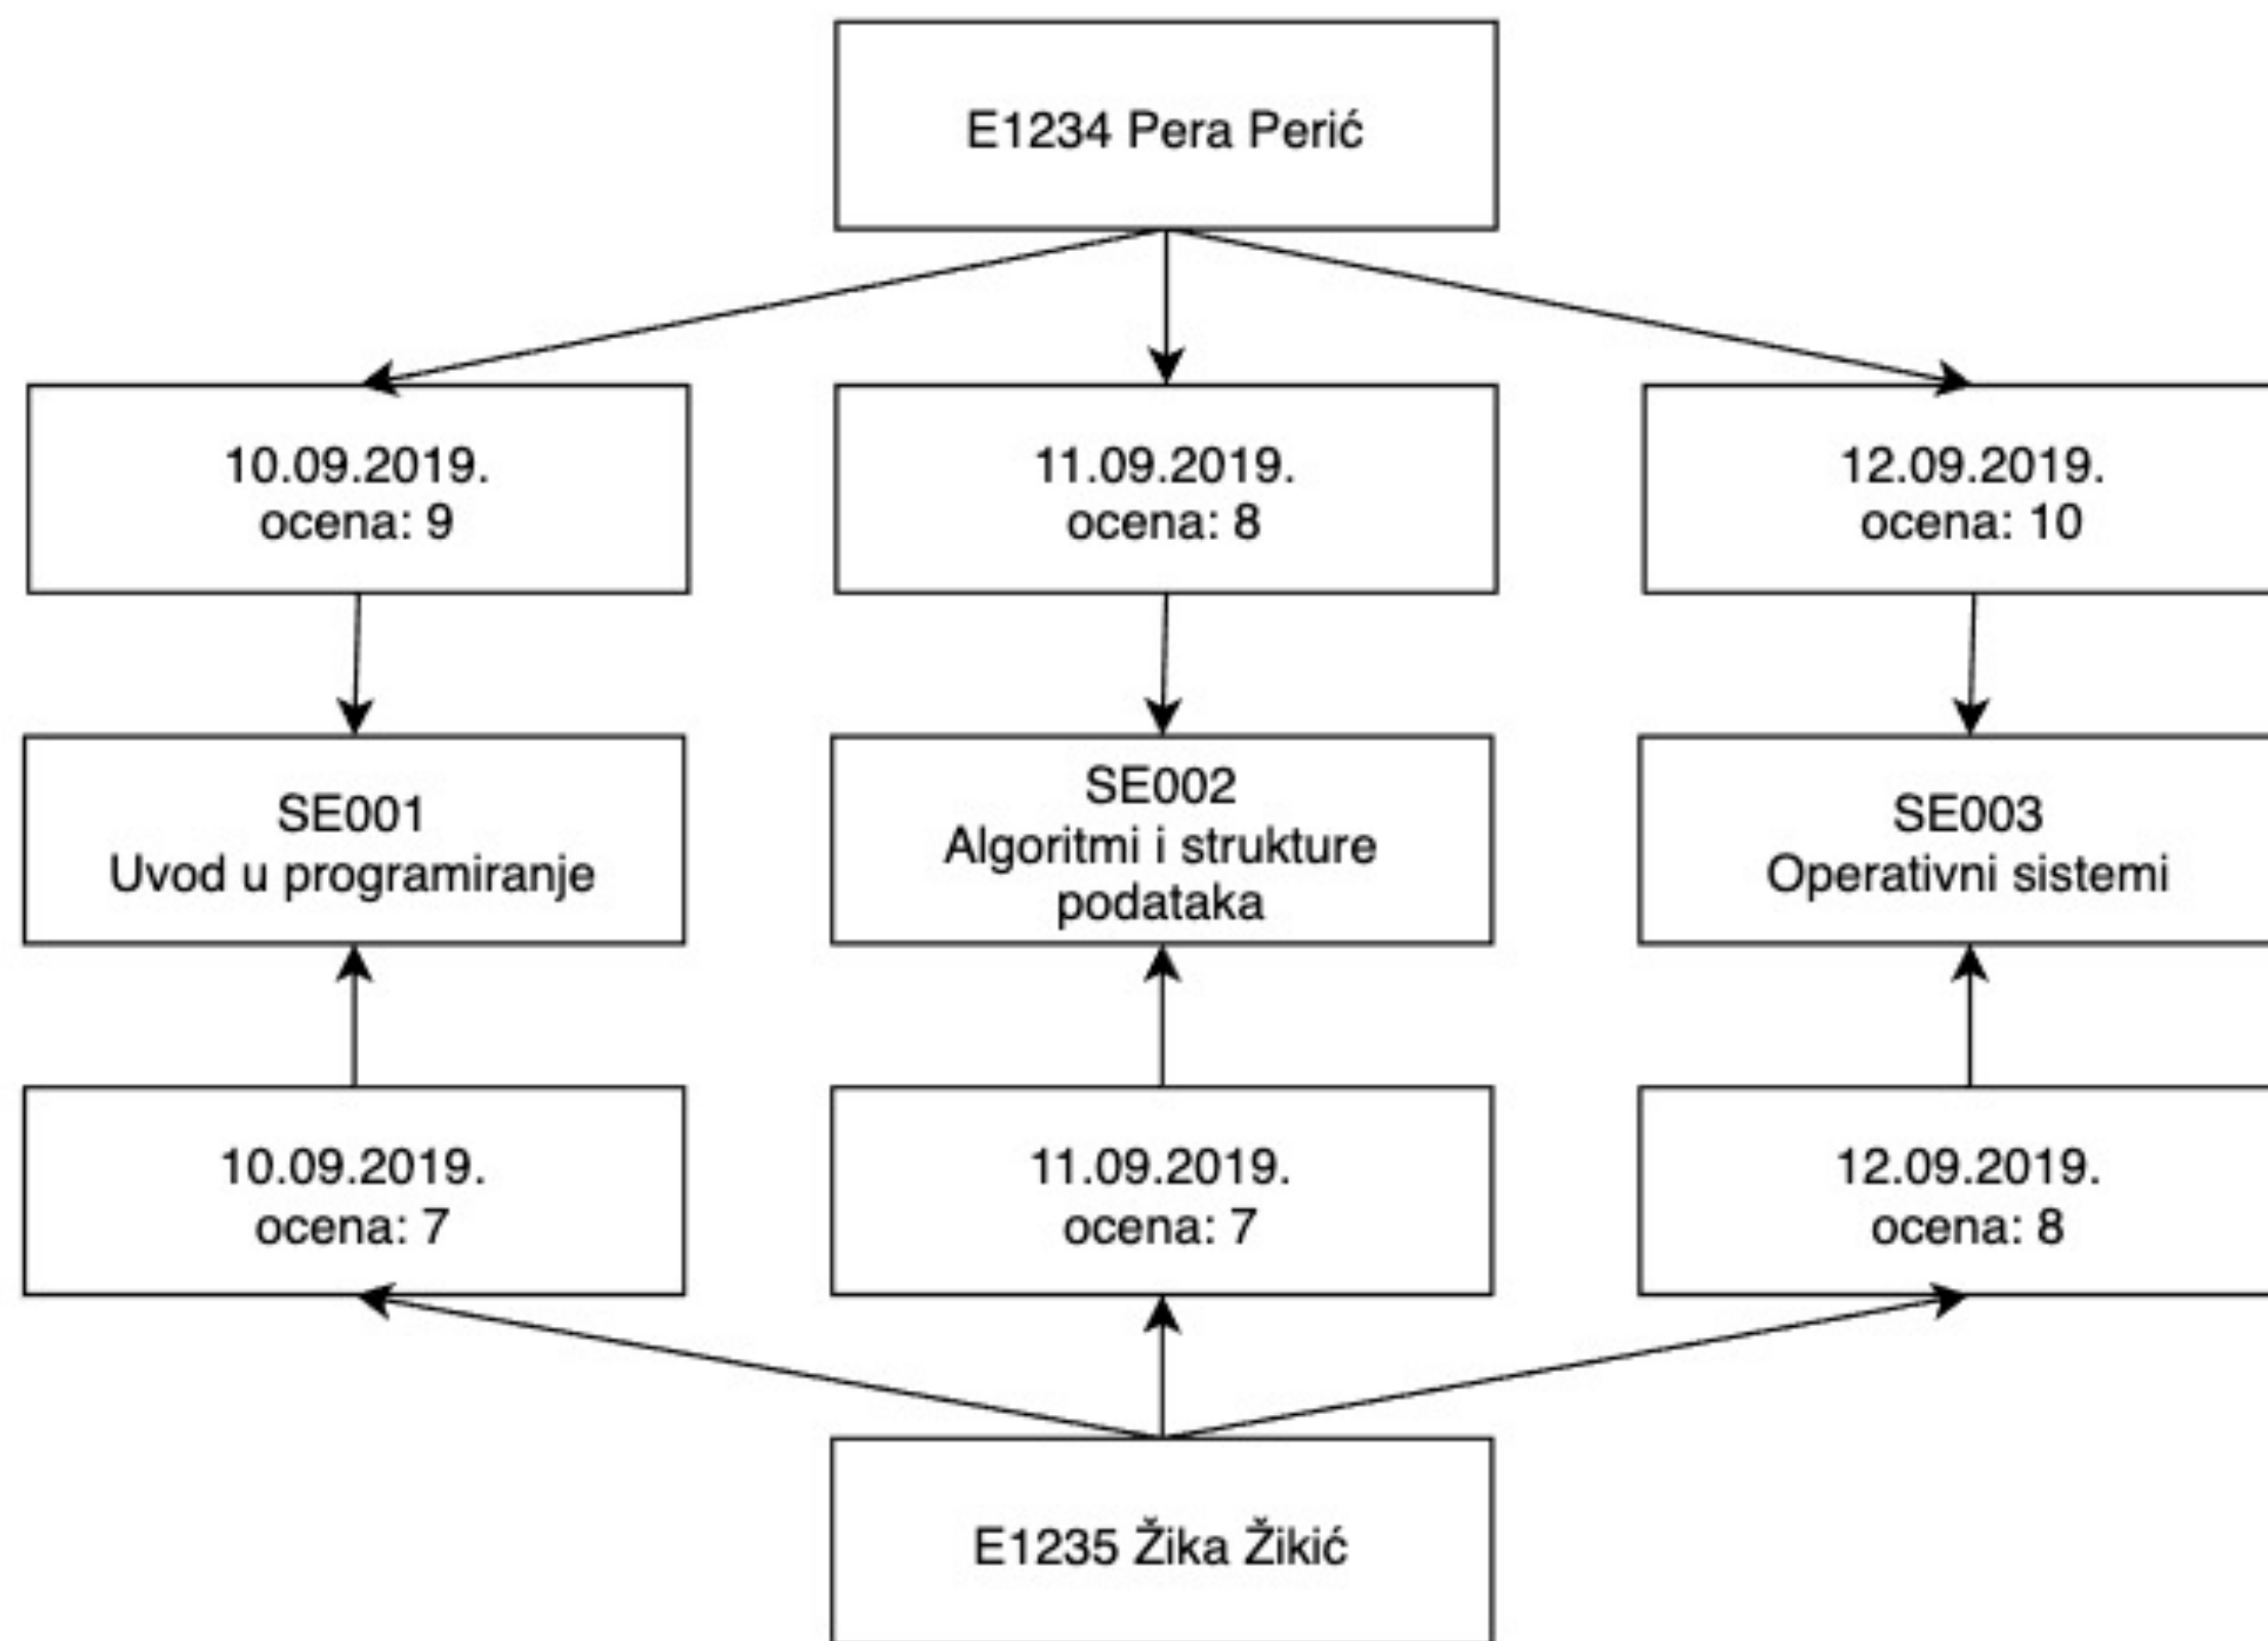 E1234 Pera Perić
10.09.2019.
ocena: 9
11.09.2019.
ocena: 8
12.09.2019.
ocena: 10
SE001
Uvod u programiranje
SE002
Algoritmi i strukture
podataka
SE003
Operativni sistemi
10.09.2019.
ocena: 7
11.09.2019.
ocena: 7
12.09.2019.
ocena: 8
E1235 Žika Žikić